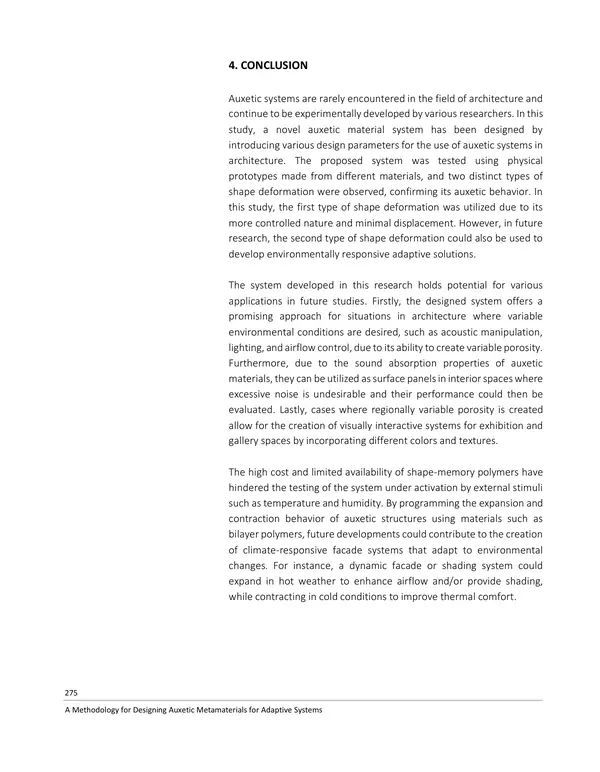 4. CONCLUSION
Auxetic systems are rarely encountered in the field of architecture and
continue to be experimentally developed by various researchers. In this
study, a novel auxetic material system has been designed by
introducing various design parameters for the use of auxetic systems in
architecture. The proposed system was tested using physical
prototypes made from different materials, and two distinct types of
shape deformation were observed, confirming its auxetic behavior. In
this study, the first type of shape deformation was utilized due to its
more controlled nature and minimal displacement. However, in future
research, the second type of shape deformation could also be used to
develop environmentally responsive adaptive solutions.
The system developed in this research holds potential for various
applications in future studies. Firstly, the designed system offers a
promising approach for situations in architecture where variable
environmental conditions are desired, such as acoustic manipulation,
lighting, and airflow control, due to its ability to create variable porosity.
Furthermore, due to the sound absorption properties of auxetic
materials, they can be utilized as surface panels in interior spaces where
excessive noise is undesirable and their performance could then be
evaluated. Lastly, cases where regionally variable porosity is created
allow for the creation of visually interactive systems for exhibition and
gallery spaces by incorporating different colors and textures.
The high cost and limited availability of shape-memory polymers have
hindered the testing of the system under activation by external stimuli
such as temperature and humidity. By programming the expansion and
contraction behavior of auxetic structures using materials such as
bilayer polymers, future developments could contribute to the creation
of climate-responsive facade systems that adapt to environmental
changes. For instance, a dynamic facade or shading system could
expand in hot weather to enhance airflow and/or provide shading,
while contracting in cold conditions to improve thermal comfort.
275
A Methodology for Designing Auxetic Metamaterials for Adaptive Systems